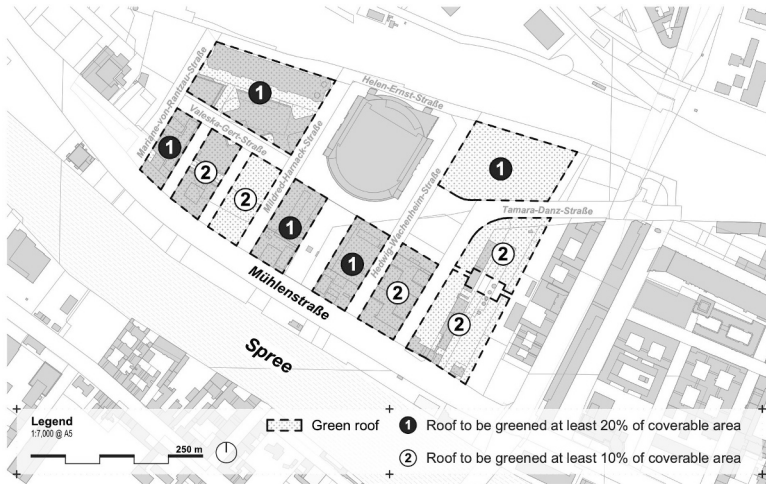 Mariane-von-Rantzau-Straße
Valeska-Gert-Straße
Mildred-Harnack-Straße
Helen-Ernst-Straße
Hedwig-Wachenheim-Straße
Tamara-Danz-Straße
1
1
1
2
2
1
1
2
2
2
Mühlenstraße
Spree
Legend
1:7,000 @ A5
250 m
Green roof
1 Roof to be greened at least 20% of coverable area
2 Roof to be greened at least 10% of coverable area